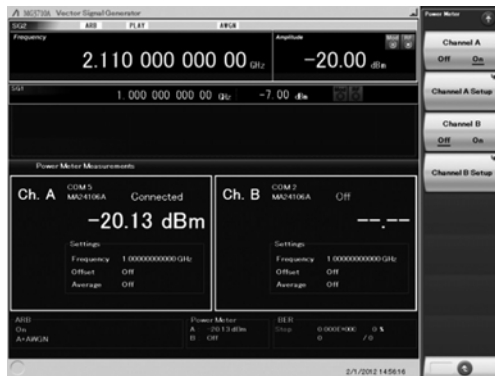 MG3710A Vector Signal Generator
SG2 ARB PLAY AWGN
Frequency
2.110 000 000 00 GHz
Amplitude
-20.00 dBm
SG1
1. 000 000 000 00 GHz -7. 00 dBm
Power Meter Measurements
Ch. A
COM 5
MA24106A Connected
-20.13 dBm
Settings
Frequency 1.00000000000 GHz
Offset Off
Average Off
Ch. B
COM 2
MA24106A Off
--.--
Settings
Frequency 1.00000000000 GHz
Offset Off
Average Off
ARB
On
A+AWGN
Power Meter
A -20.13 dBm
B Off
BER
Stop 0.000E+000 0 %
0 / 0
2/1/2012 14:56:16
Power Meter
Channel A
Off On
Channel A Setup
Channel B
Off On
Channel B Setup